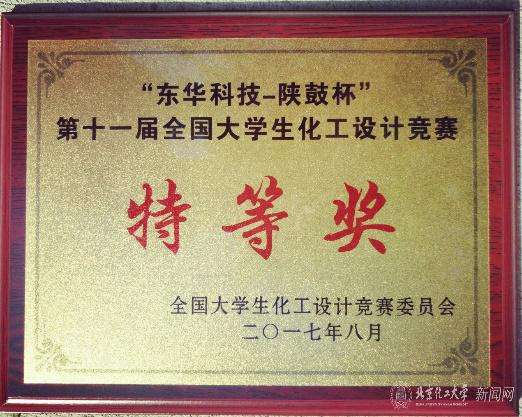 “东华科技-陕鼓杯”
第十一届全国大学生化工设计竞赛
特等奖
全国大学生化工设计竞赛委员会
二〇一七年八月
北京化工大学 新闻网